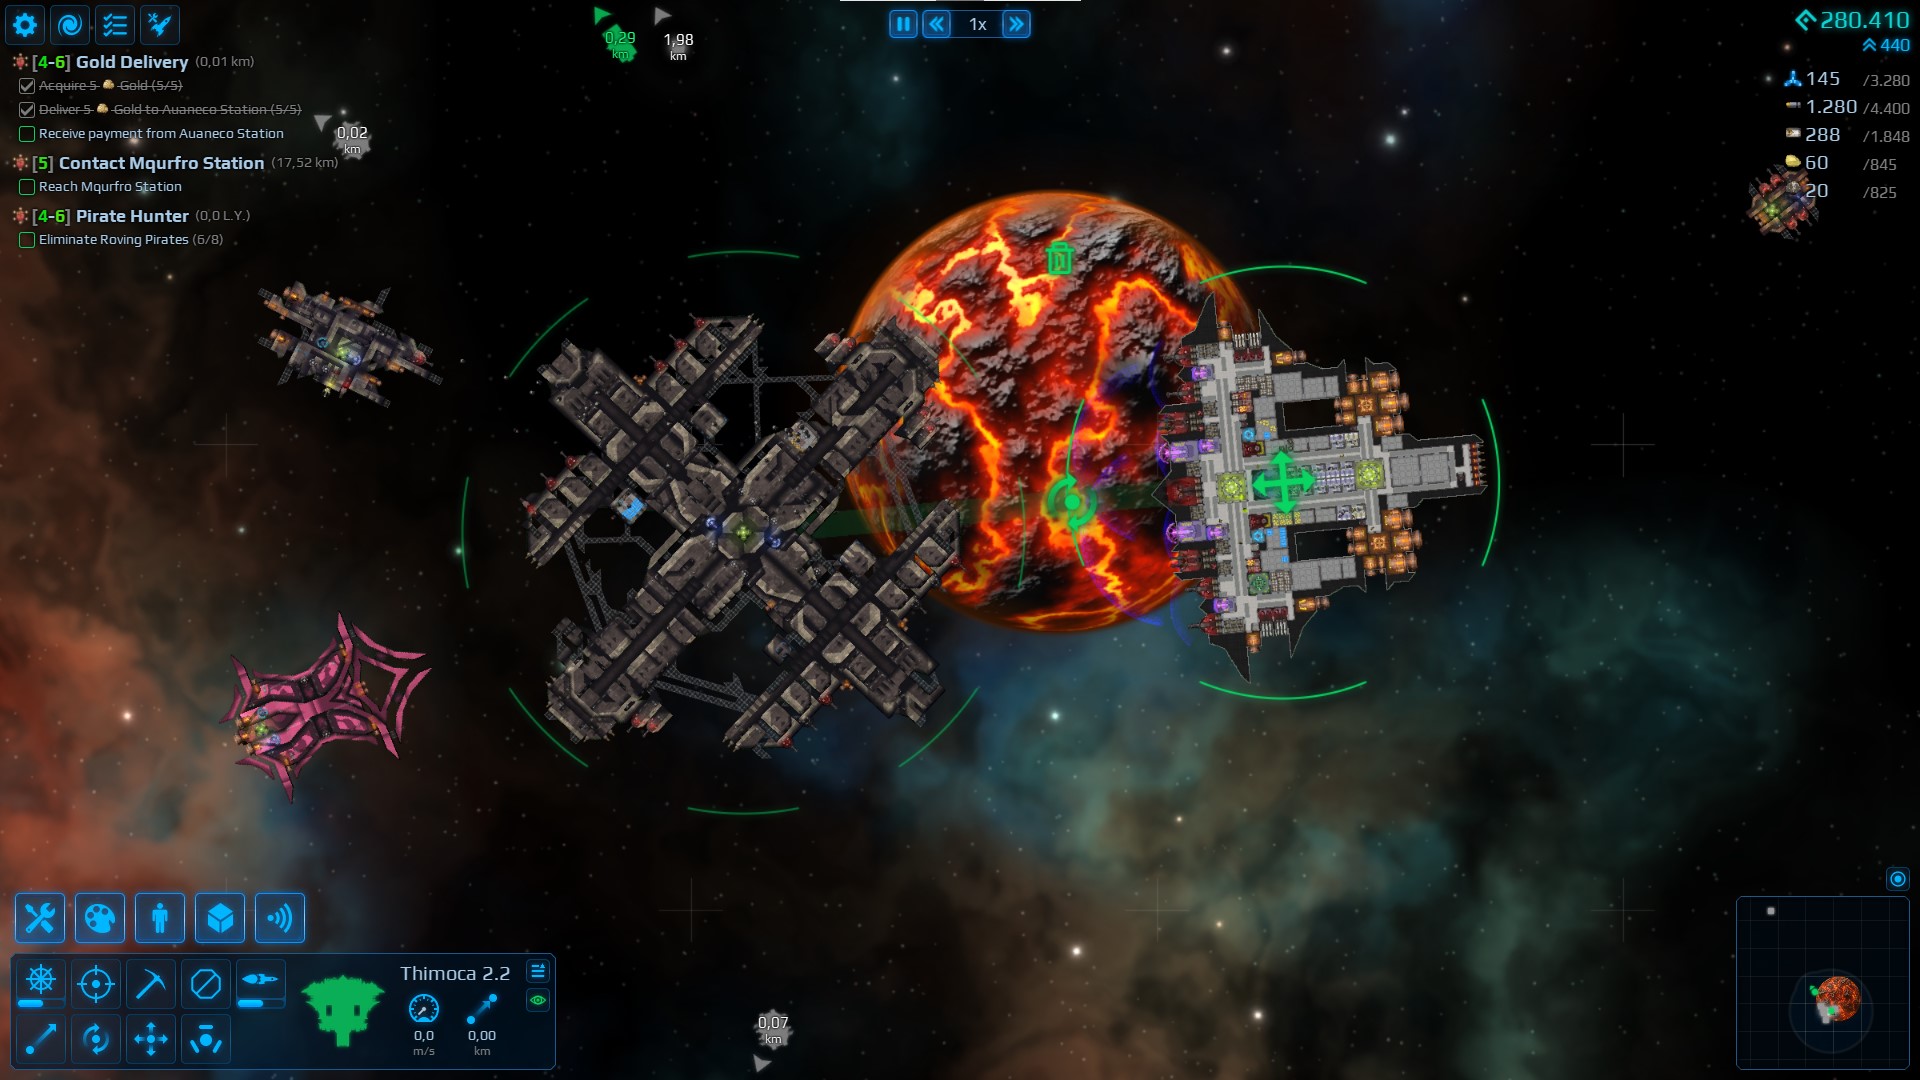 0,29
km
1,98
km
1x
280.410
440
[4-6] Gold Delivery (0,01 km)
Acquire 5 Gold (5/5)
Deliver 5 Gold to Auaneco Station (5/5)
Receive payment from Auaneco Station
0,02
km
[5] Contact Mqurfro Station (17,52 km)
Reach Mqurfro Station
[4-6] Pirate Hunter (0,0 L.Y.)
Eliminate Roving Pirates (6/8)
145 /3.280
1.280 /4.400
288 /1.848
60 /845
20 /825
Thimoca 2.2
0,0
m/s
0,00
km
0,07
km